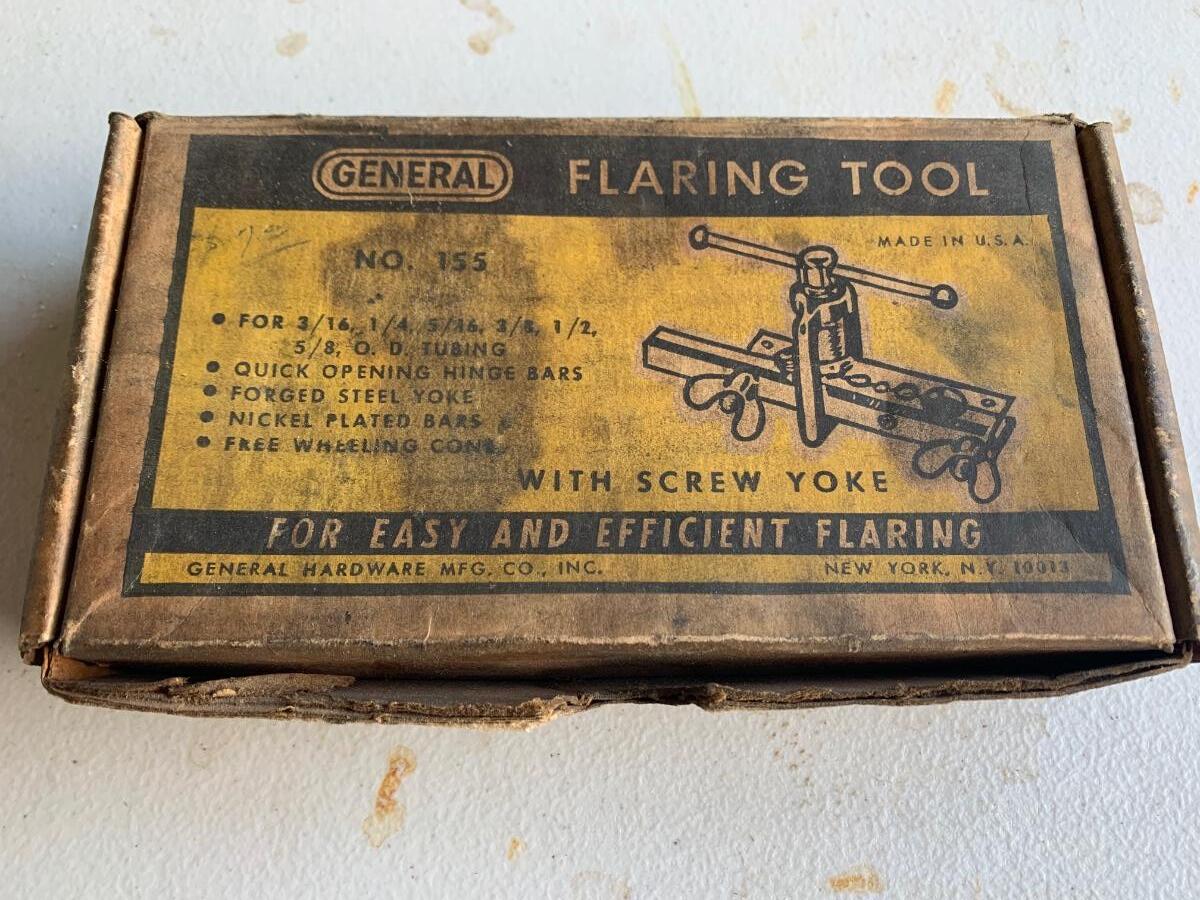 GENERAL FLARING TOOL
MADE IN U.S.A.
NO. 155
• FOR 3/16, 1/4, 5/16, 3/8, 1/2,
5/8, O. D. TUBING
• QUICK OPENING HINGE BARS
• FORGED STEEL YOKE
• NICKEL PLATED BARS
• FREE WHEELING CONE
WITH SCREW YOKE
FOR EASY AND EFFICIENT FLARING
GENERAL HARDWARE MFG. CO., INC. NEW YORK, N.Y. 10013